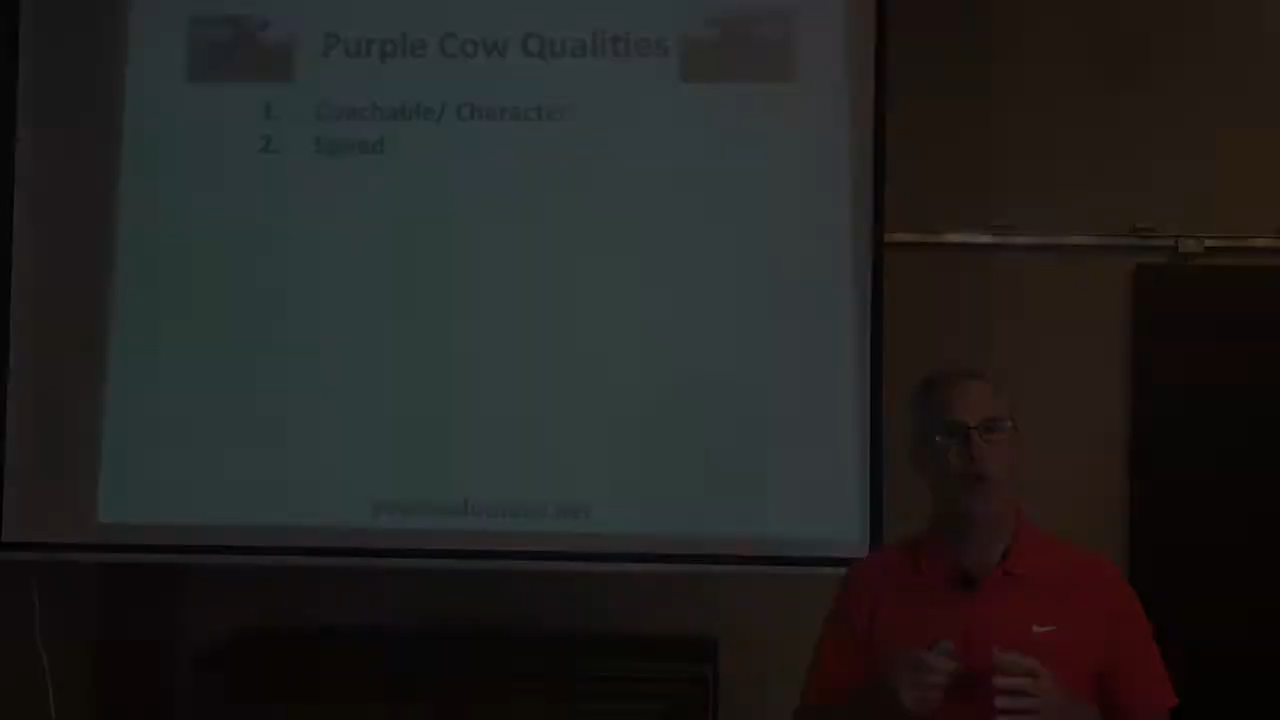 Purple Cow Qualities
1. Coachable/ Character
2. Speed